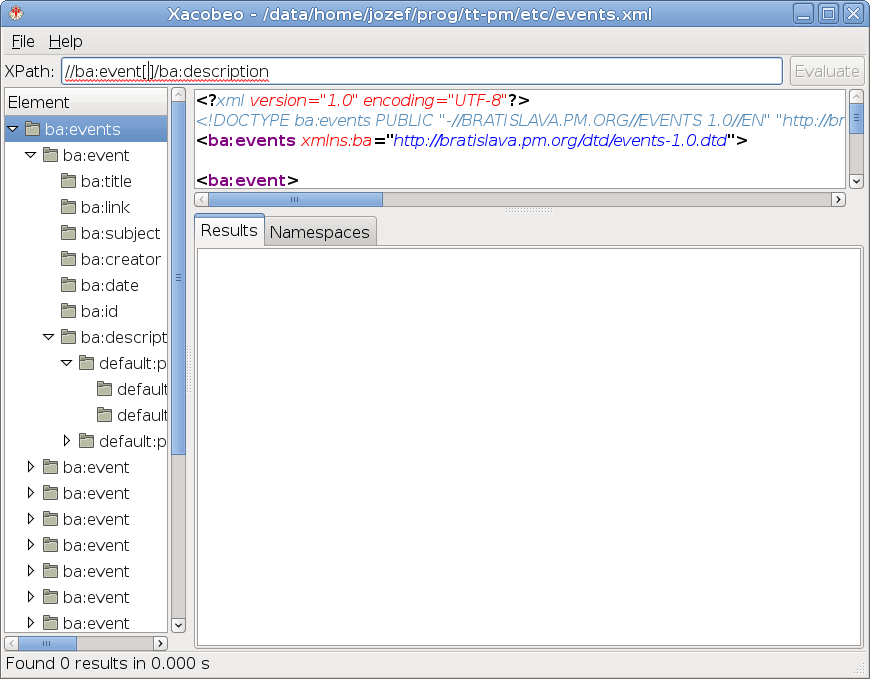 Xacobeo - /data/home/jozef/prog/tt-pm/etc/events.xml
File Help
XPath: //ba:event[]/ba:description Evaluate
Element
ba:events
ba:event
ba:title
ba:link
ba:subject
ba:creator
ba:date
ba:id
ba:descript
default:p
default
default
default:p
ba:event
ba:event
ba:event
ba:event
ba:event
ba:event
ba:event
<?xml version="1.0" encoding="UTF-8"?>
<!DOCTYPE ba:events PUBLIC "-//BRATISLAVA.PM.ORG//EVENTS 1.0//EN" "http://br
<ba:events xmlns:ba="http://bratislava.pm.org/dtd/events-1.0.dtd">
<ba:event>
Results Namespaces
Found 0 results in 0.000 s